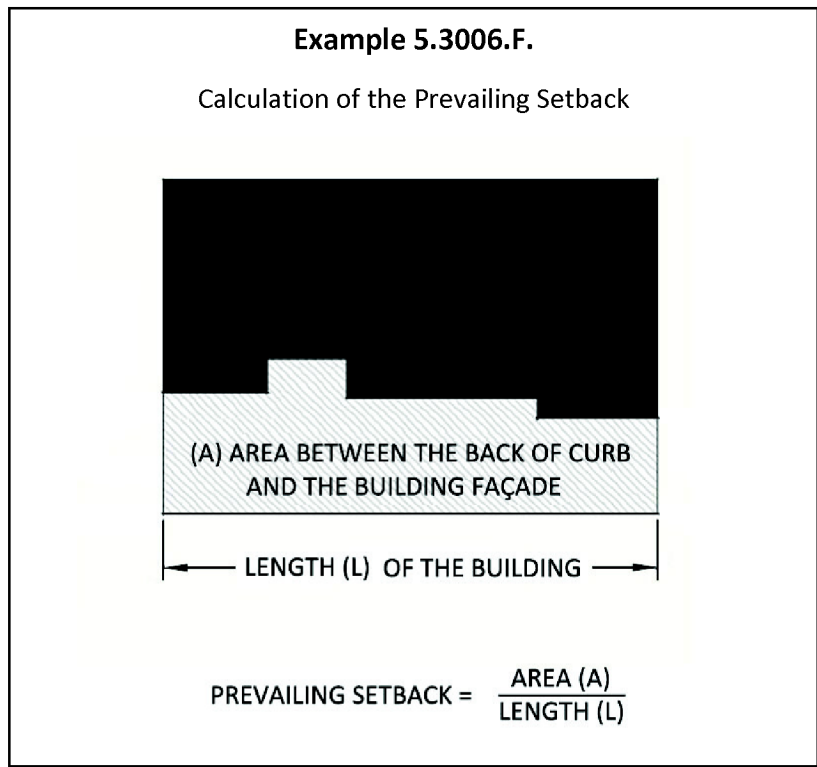 Example 5.3006.F.
Calculation of the Prevailing Setback
(A) AREA BETWEEN THE BACK OF CURB
AND THE BUILDING FAÇADE
LENGTH (L) OF THE BUILDING
PREVAILING SETBACK = AREA (A)
LENGTH (L)